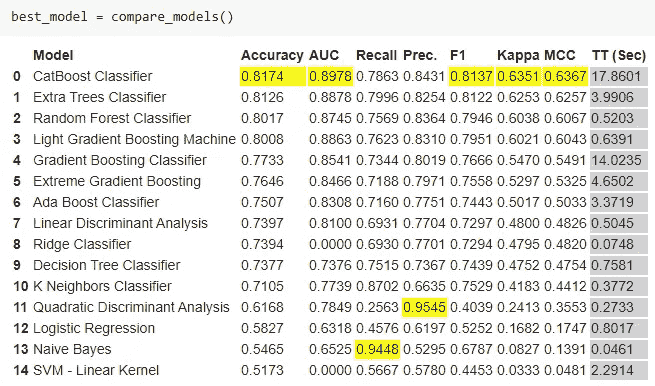 best_model = compare_models()
Model Accuracy AUC Recall Prec. F1 Kappa MCC TT (Sec)
0 CatBoost Classifier 0.8174 0.8978 0.7863 0.8431 0.8137 0.6351 0.6367 17.8601
1 Extra Trees Classifier 0.8126 0.8878 0.7996 0.8254 0.8122 0.6253 0.6257 3.9906
2 Random Forest Classifier 0.8017 0.8745 0.7569 0.8364 0.7946 0.6038 0.6067 0.5203
3 Light Gradient Boosting Machine 0.8008 0.8863 0.7623 0.8310 0.7951 0.6021 0.6043 0.6391
4 Gradient Boosting Classifier 0.7733 0.8541 0.7344 0.8019 0.7666 0.5470 0.5491 14.0235
5 Extreme Gradient Boosting 0.7646 0.8466 0.7188 0.7971 0.7558 0.5297 0.5325 4.6502
6 Ada Boost Classifier 0.7507 0.8308 0.7160 0.7751 0.7443 0.5017 0.5033 3.3719
7 Linear Discriminant Analysis 0.7397 0.8100 0.6931 0.7704 0.7297 0.4800 0.4826 0.5045
8 Ridge Classifier 0.7394 0.0000 0.6930 0.7701 0.7294 0.4795 0.4820 0.0748
9 Decision Tree Classifier 0.7377 0.7376 0.7515 0.7367 0.7439 0.4752 0.4754 0.7581
10 K Neighbors Classifier 0.7105 0.7739 0.8702 0.6635 0.7529 0.4183 0.4412 0.3772
11 Quadratic Discriminant Analysis 0.6168 0.7849 0.2563 0.9545 0.4039 0.2413 0.3553 0.2733
12 Logistic Regression 0.5827 0.6318 0.4576 0.6197 0.5252 0.1682 0.1747 0.8017
13 Naive Bayes 0.5465 0.6525 0.9448 0.5295 0.6787 0.0827 0.1391 0.0461
14 SVM - Linear Kernel 0.5173 0.0000 0.5667 0.5780 0.4453 0.0333 0.0481 2.2914